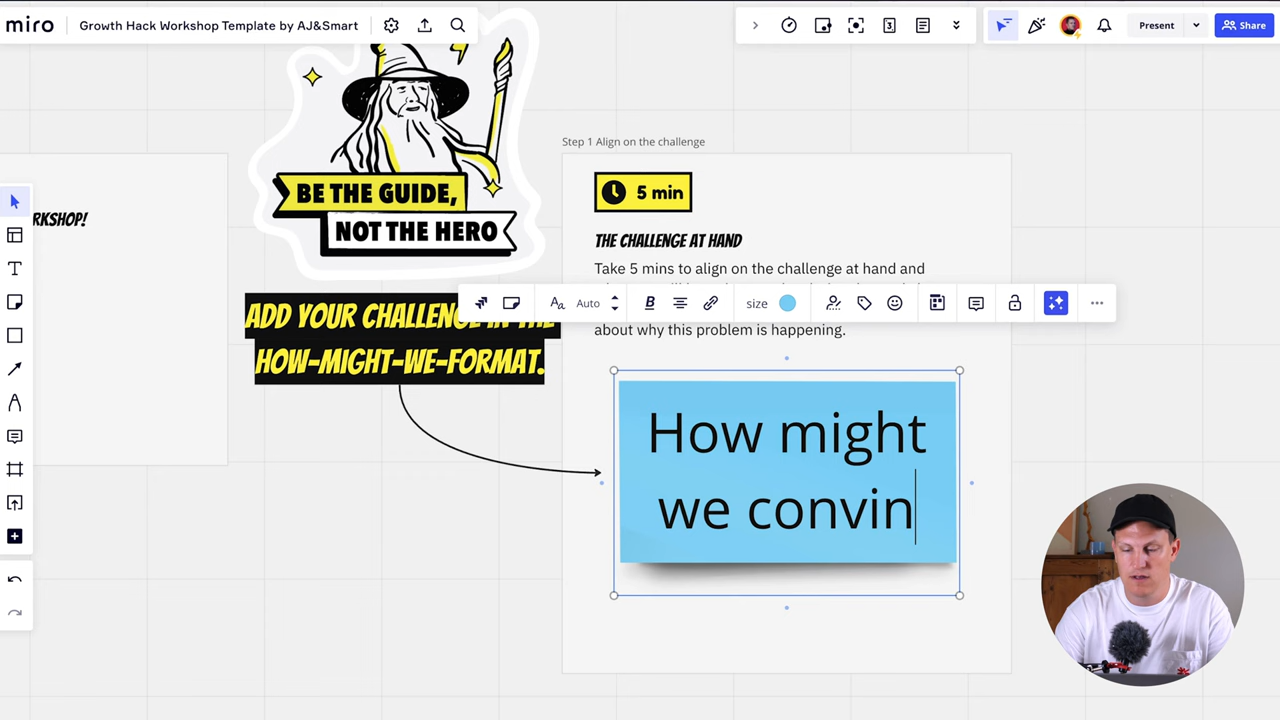 miro
Growth Hack Workshop Template by AJ&Smart
3
Present
Share
BE THE GUIDE,
NOT THE HERO
Step 1 Align on the challenge
5 min
RKSHOP!
THE CHALLENGE AT HAND
Take 5 mins to align on the challenge at hand and
Aa Auto
B
size
ADD YOUR CHALLENGE IN THE
about why this problem is happening.
HOW-MIGHT-WE-FORMAT.
How might
we convin